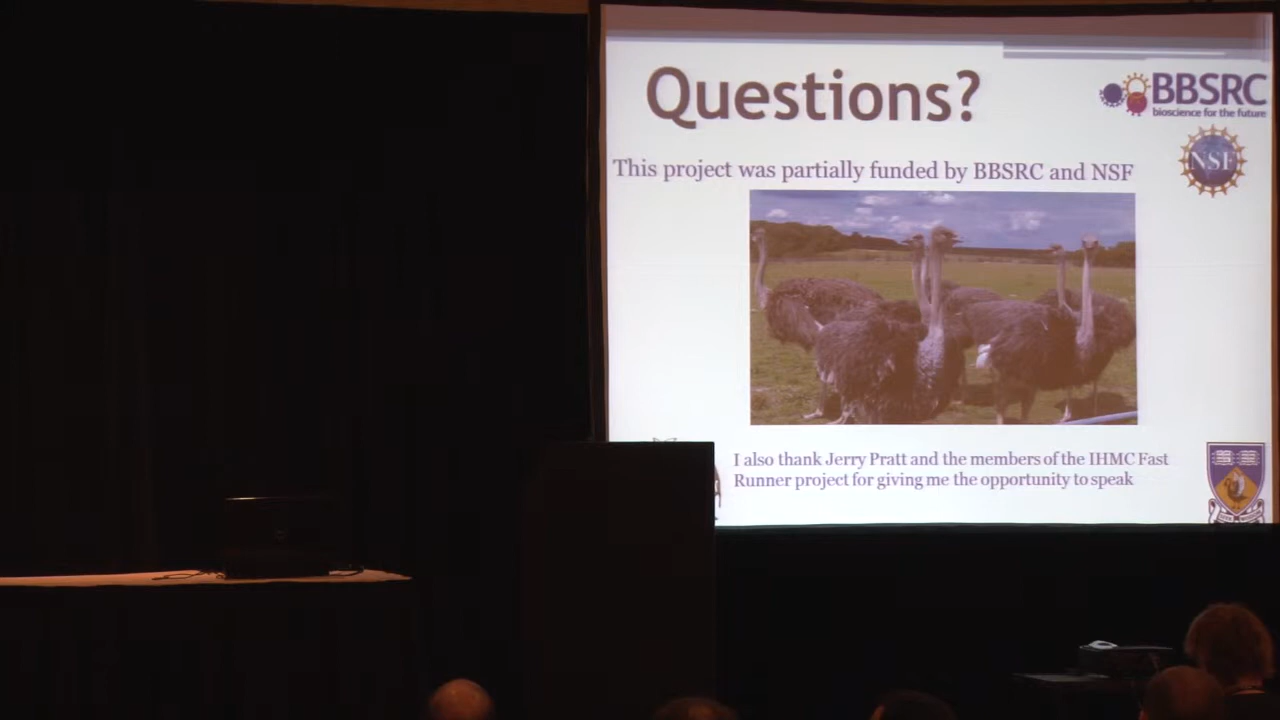 Questions?
BBSRC
bioscience for the future
NSF
This project was partially funded by BBSRC and NSF
I also thank Jerry Pratt and the members of the IHMC Fast
Runner project for giving me the opportunity to speak